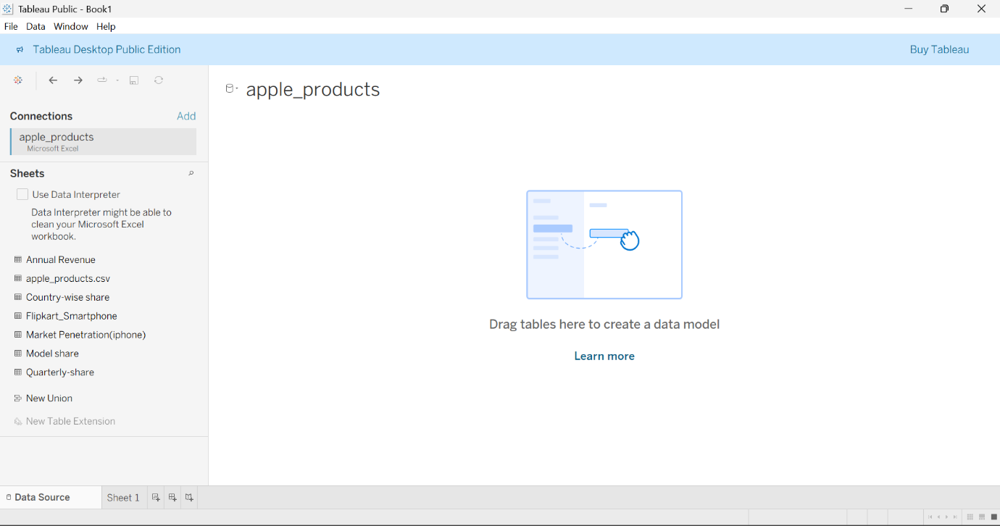 Tableau Public - Book1
File Data Window Help
Tableau Desktop Public Edition
Buy Tableau
apple_products
Connections
Add
apple_products
Microsoft Excel
Sheets
Use Data Interpreter
Data Interpreter might be able to
clean your Microsoft Excel
workbook.
Annual Revenue
apple_products.csv
Country-wise share
Flipkart_Smartphone
Market Penetration(iphone)
Model share
Quarterly-share
New Union
New Table Extension
Drag tables here to create a data model
Learn more
Data Source
Sheet 1